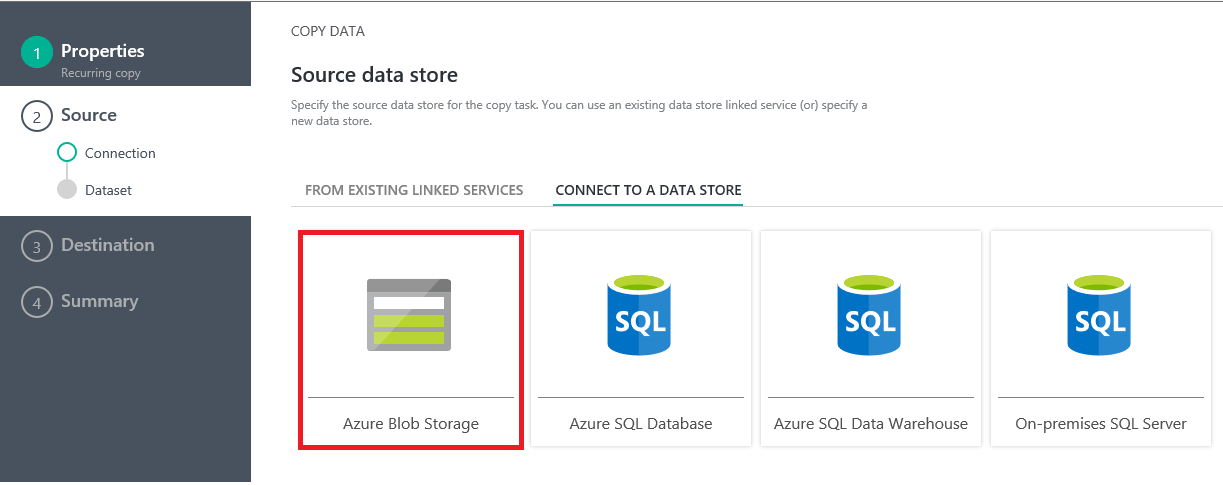 1
Properties
Recurring copy
2
Source
Connection
Dataset
3
Destination
4
Summary
COPY DATA
Source data store
Specify the source data store for the copy task. You can use an existing data store linked service (or) specify a
new data store.
FROM EXISTING LINKED SERVICES
CONNECT TO A DATA STORE
SQL
SQL
SQL
Azure Blob Storage
Azure SQL Database
Azure SQL Data Warehouse
On-premises SQL Server